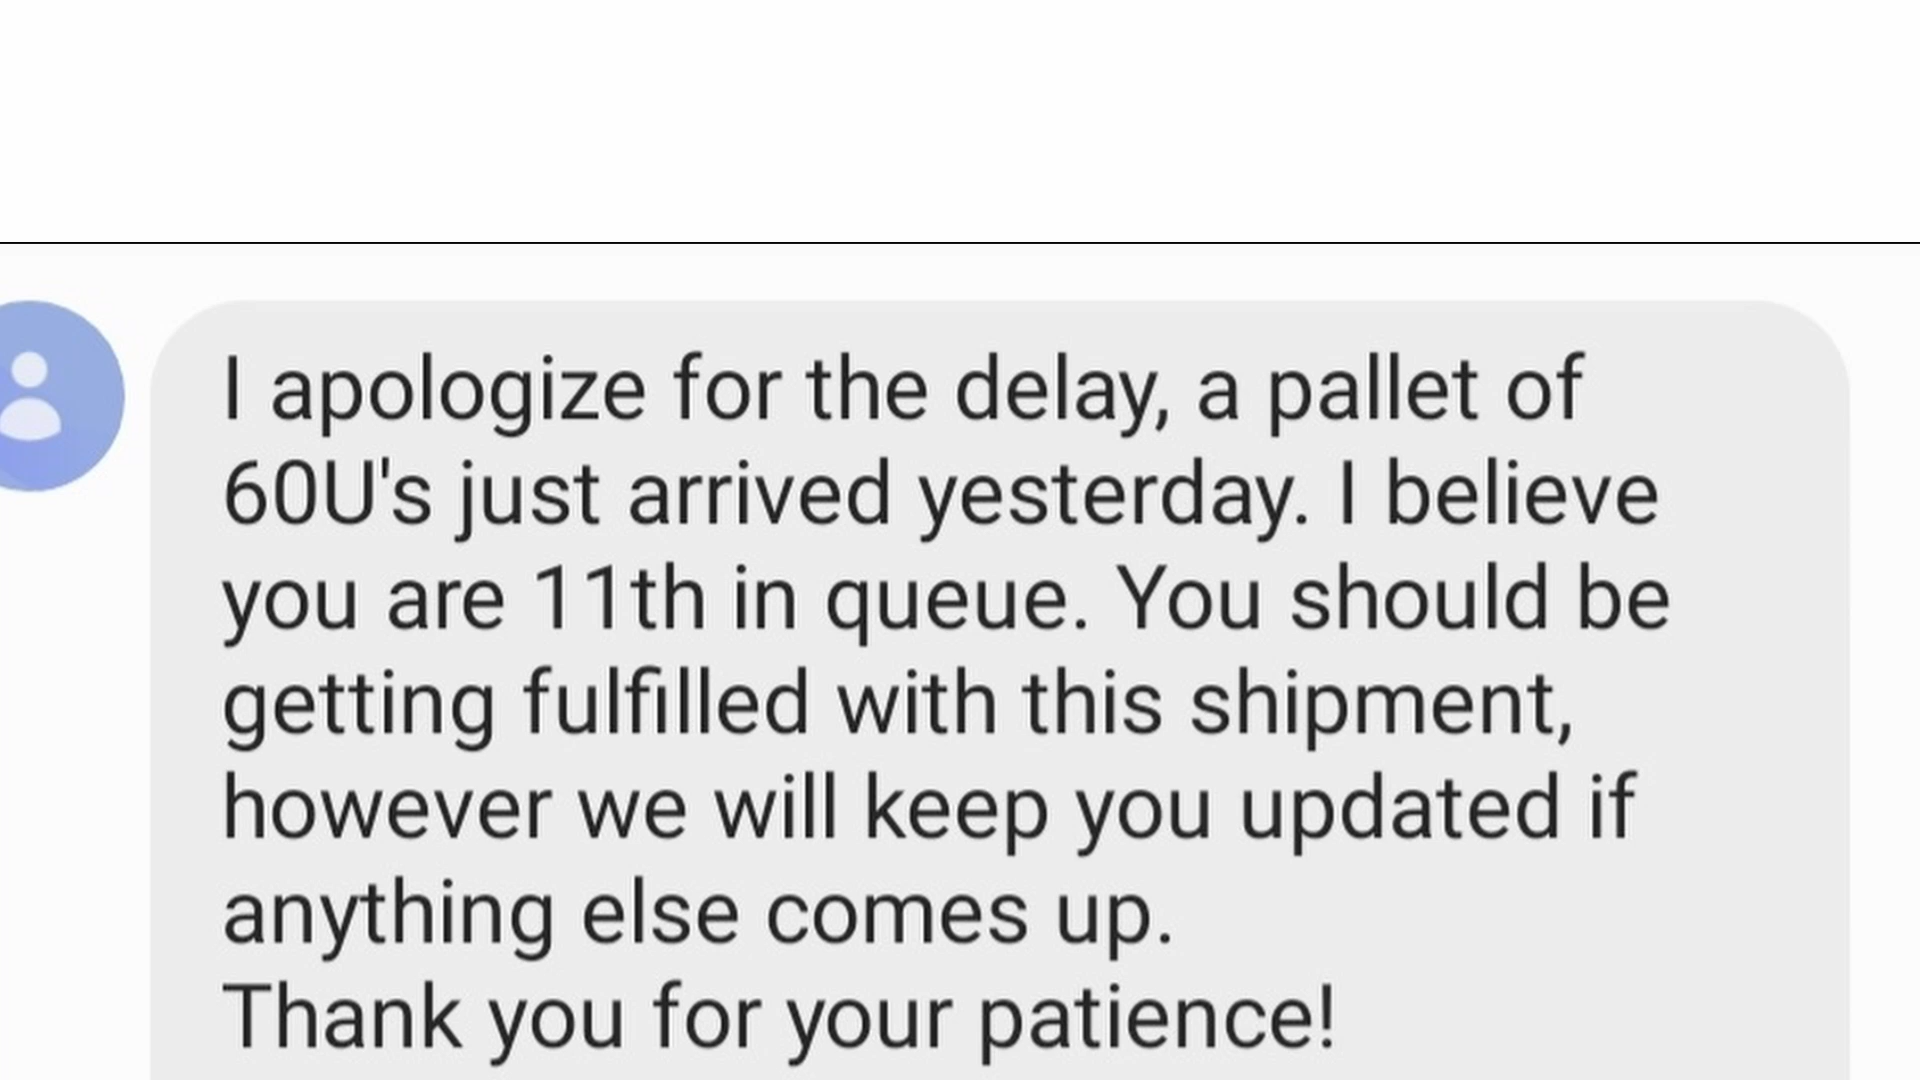 I apologize for the delay, a pallet of
60U's just arrived yesterday. I believe
you are 11th in queue. You should be
getting fulfilled with this shipment,
however we will keep you updated if
anything else comes up.
Thank you for your patience!